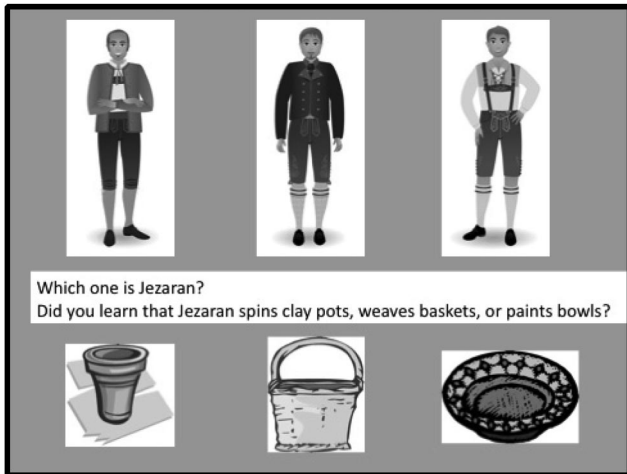 Which one is Jezaran?
Did you learn that Jezaran spins clay pots, weaves baskets, or paints bowls?